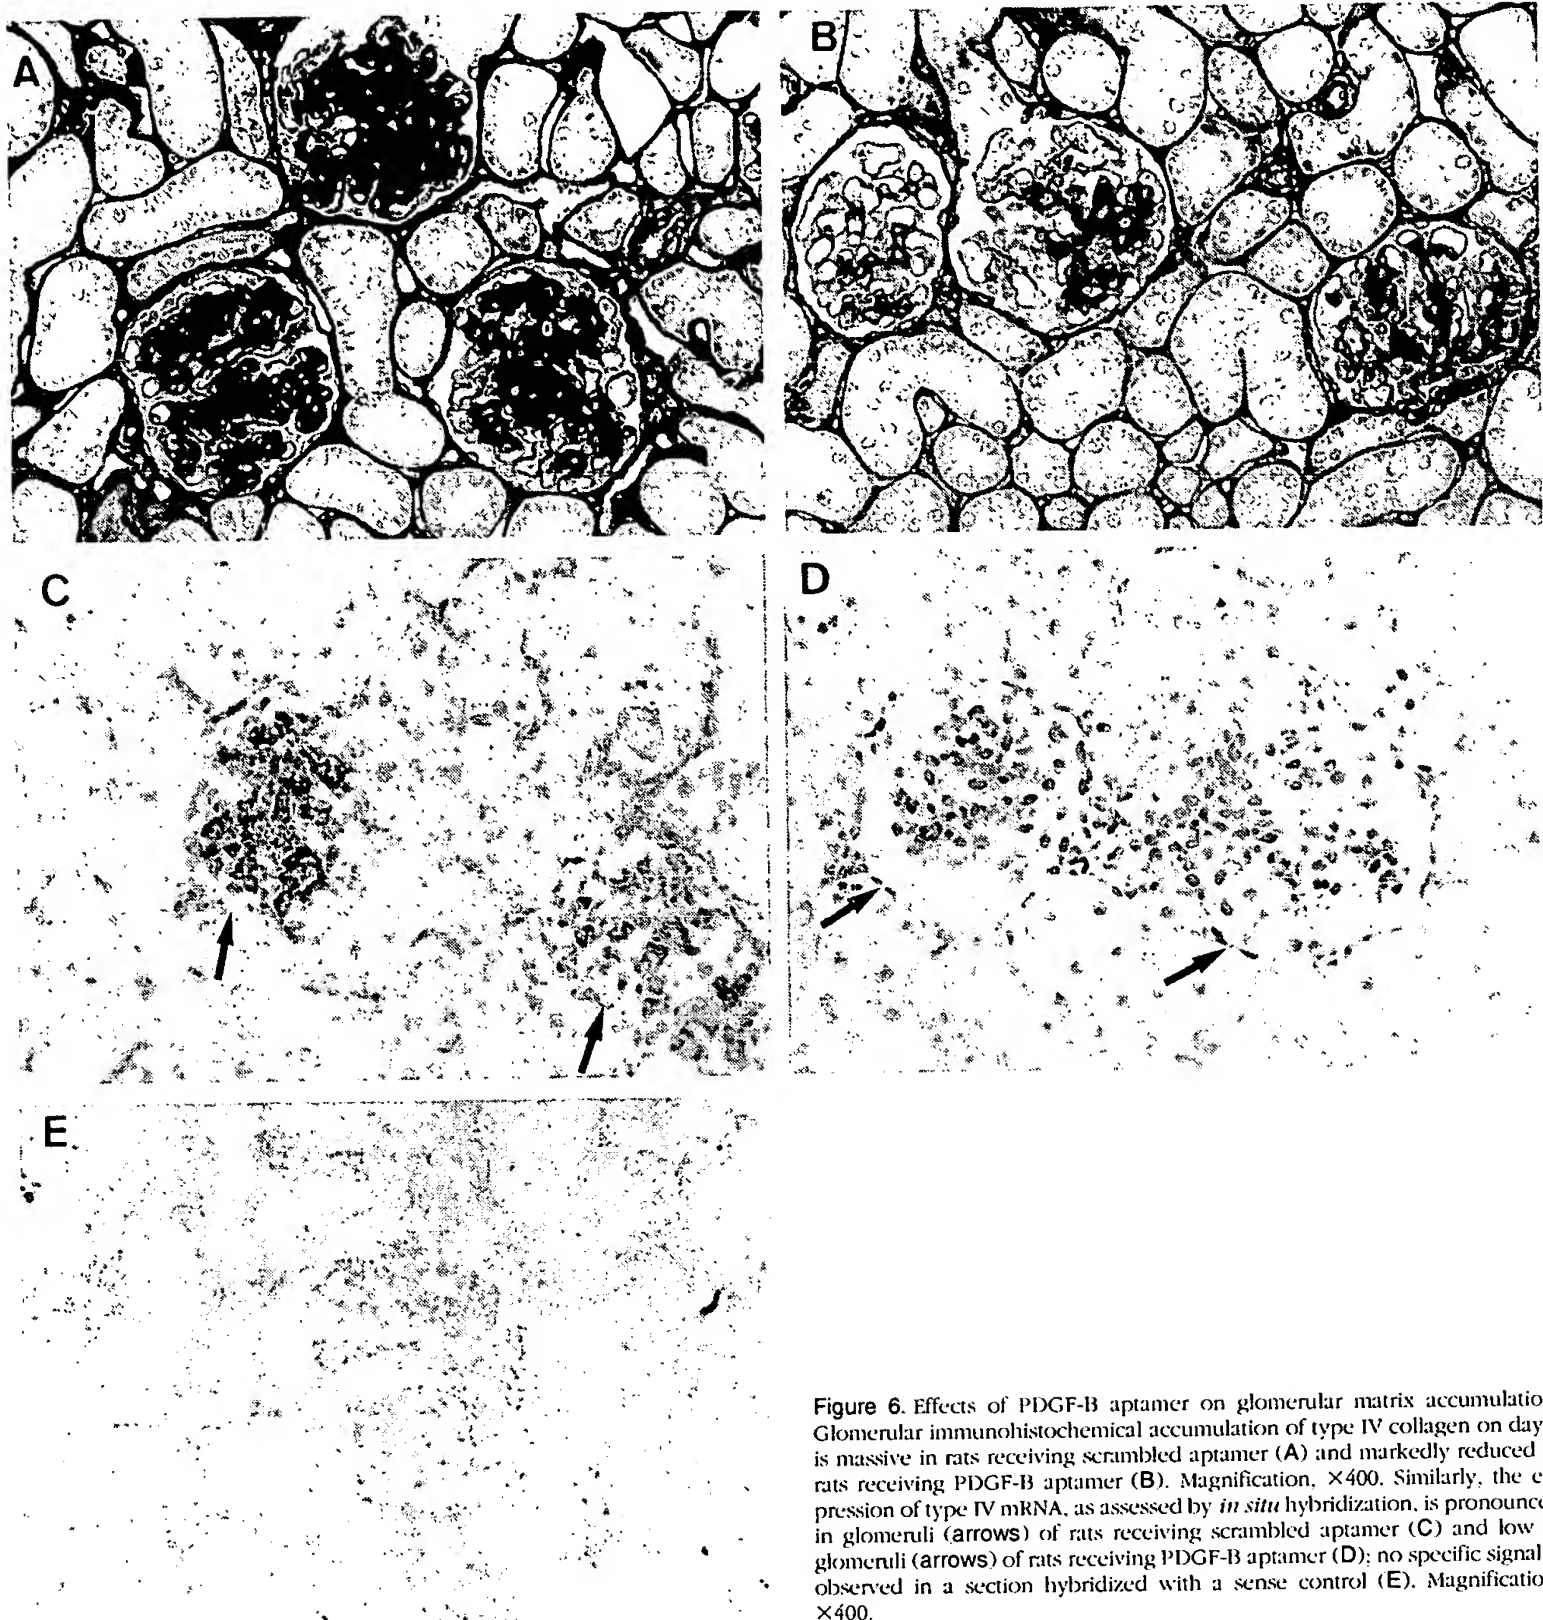 A
B
C
D
E
Figure 6. Effects of PDGF-B aptamer on glomerular matrix accumulatio
Glomerular immunohistochemical accumulation of type IV collagen on day
is massive in rats receiving scrambled aptamer (A) and markedly reduced
rats receiving PDGF-B aptamer (B). Magnification, ×400. Similarly, the e
pression of type IV mRNA, as assessed by in situ hybridization, is pronounc
in glomeruli (arrows) of rats receiving scrambled aptamer (C) and low
glomeruli (arrows) of rats receiving PDGF-B aptamer (D); no specific signal
observed in a section hybridized with a sense control (E). Magnificatio
×400.